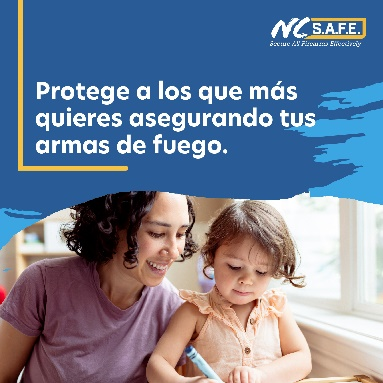 NC S.A.F.E.
Secure All Firearms Effectively
Protege a los que más
quieres asegurando tus
armas de fuego.